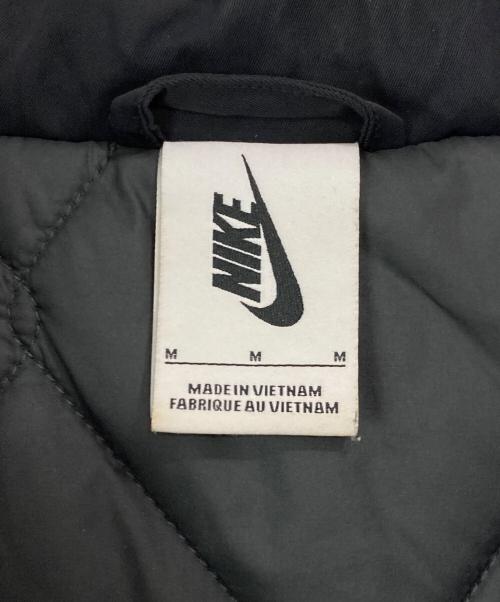 NIKE
M M M
MADE IN VIETNAM
FABRIQUE AU VIETNAM